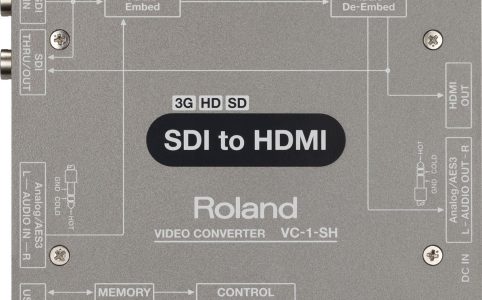 SDI
IN
Embed
De-Embed
SDI
THRU/OUT
3G HD SD
SDI to HDMI
HDMI
OUT
Roland
VIDEO CONVERTER VC-1-SH
Analog/AES3
L — AUDIO IN — R
GND COLD HOT
Analog/AES3
L – AUDIO OUT – R
GND COLD HOT
DC IN
MEMORY
CONTROL